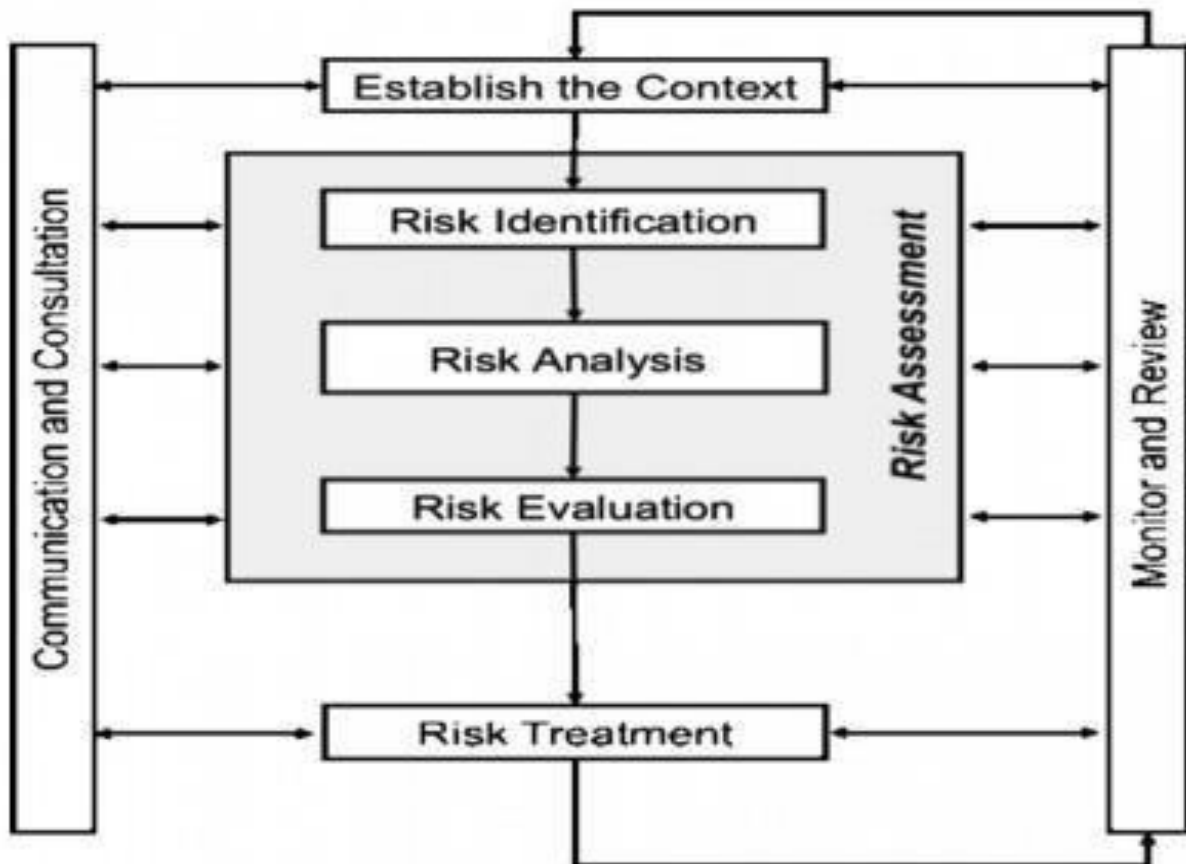 Establish the Context
Communication and Consultation
Risk Identification
Risk Analysis
Risk Evaluation
Risk Assessment
Monitor and Review
Risk Treatment